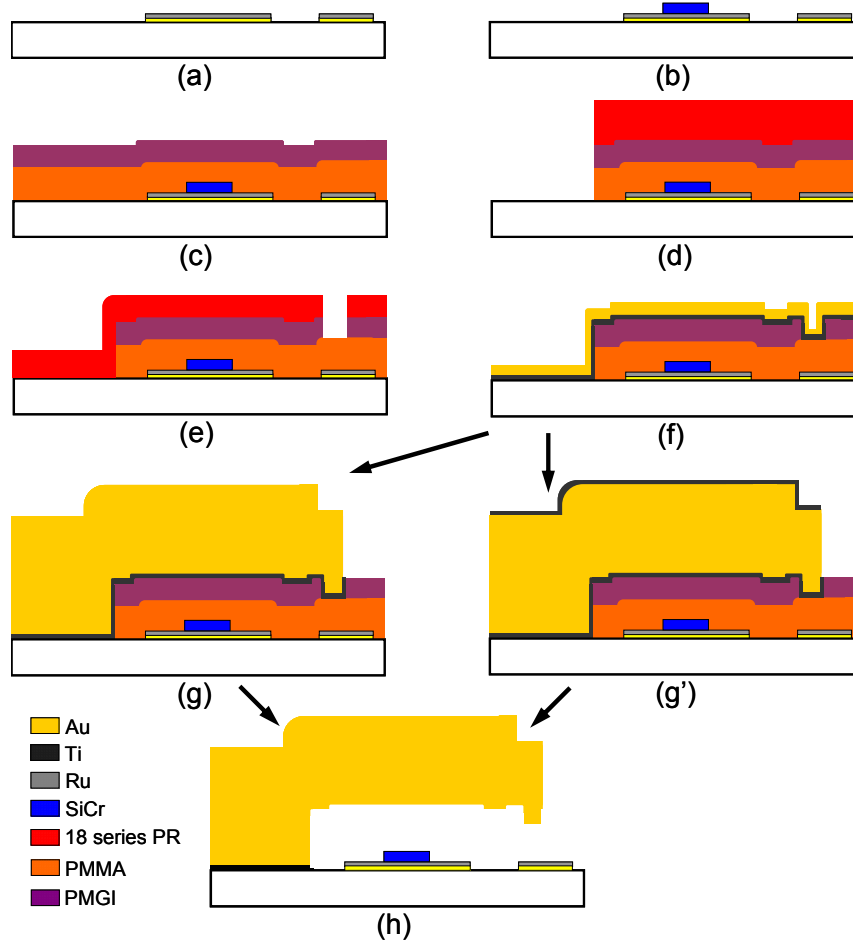 (a)
(b)
(c)
(d)
(e)
(f)
(g)
(g’)
Au
Ti
Ru
SiCr
18 series PR
PMMA
PMGI
(h)